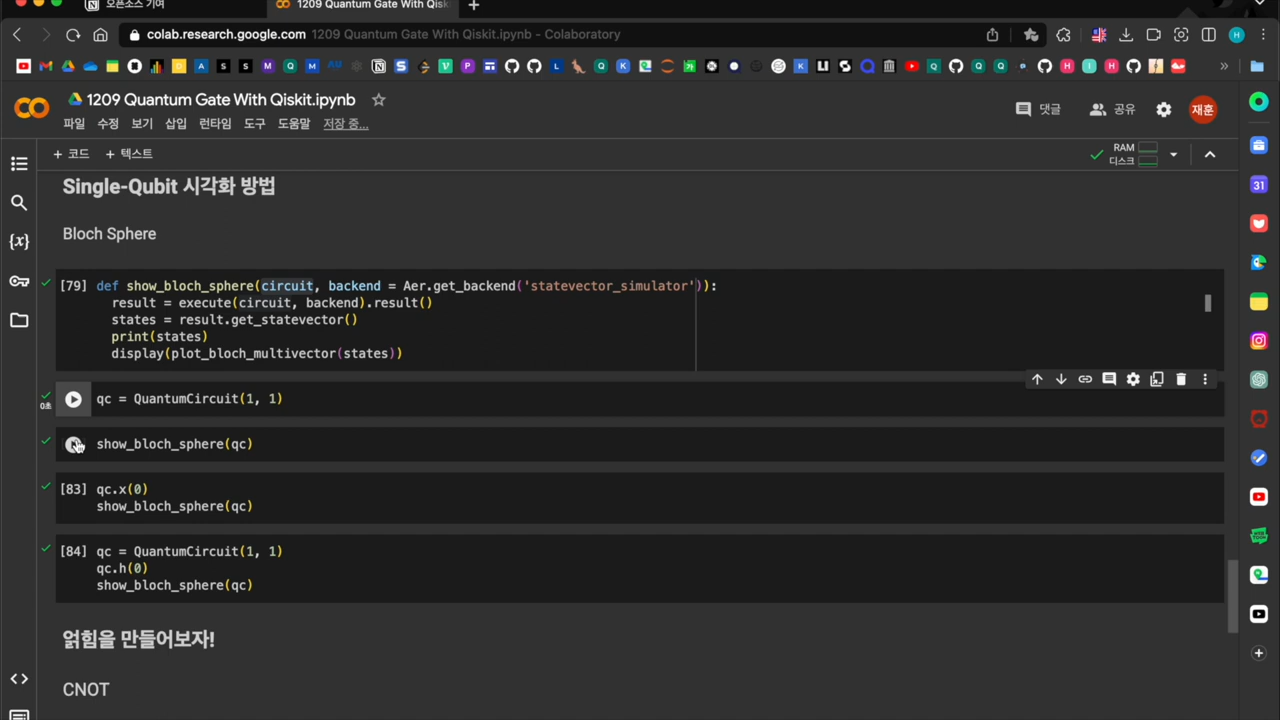 오픈소스 기여
1209 Quantum Gate With Qisk
colab.research.google.com 1209 Quantum Gate With Qiskit.ipynb - Colaboratory
1209 Quantum Gate With Qiskit.ipynb
댓글
공유
재훈
파일 수정 보기 삽입 런타임 도구 도움말 저장 중...
+ 코드 + 텍스트
RAM
디스크
Single-Qubit 시각화 방법
Bloch Sphere
[79] def show_bloch_sphere(circuit, backend = Aer.get_backend('statevector_simulator')):
result = execute(circuit, backend).result()
states = result.get_statevector()
print(states)
display(plot_bloch_multivector(states))
0초
qc = QuantumCircuit(1, 1)
show_bloch_sphere(qc)
[83] qc.x(0)
show_bloch_sphere(qc)
[84] qc = QuantumCircuit(1, 1)
qc.h(0)
show_bloch_sphere(qc)
얽힘을 만들어보자!
CNOT